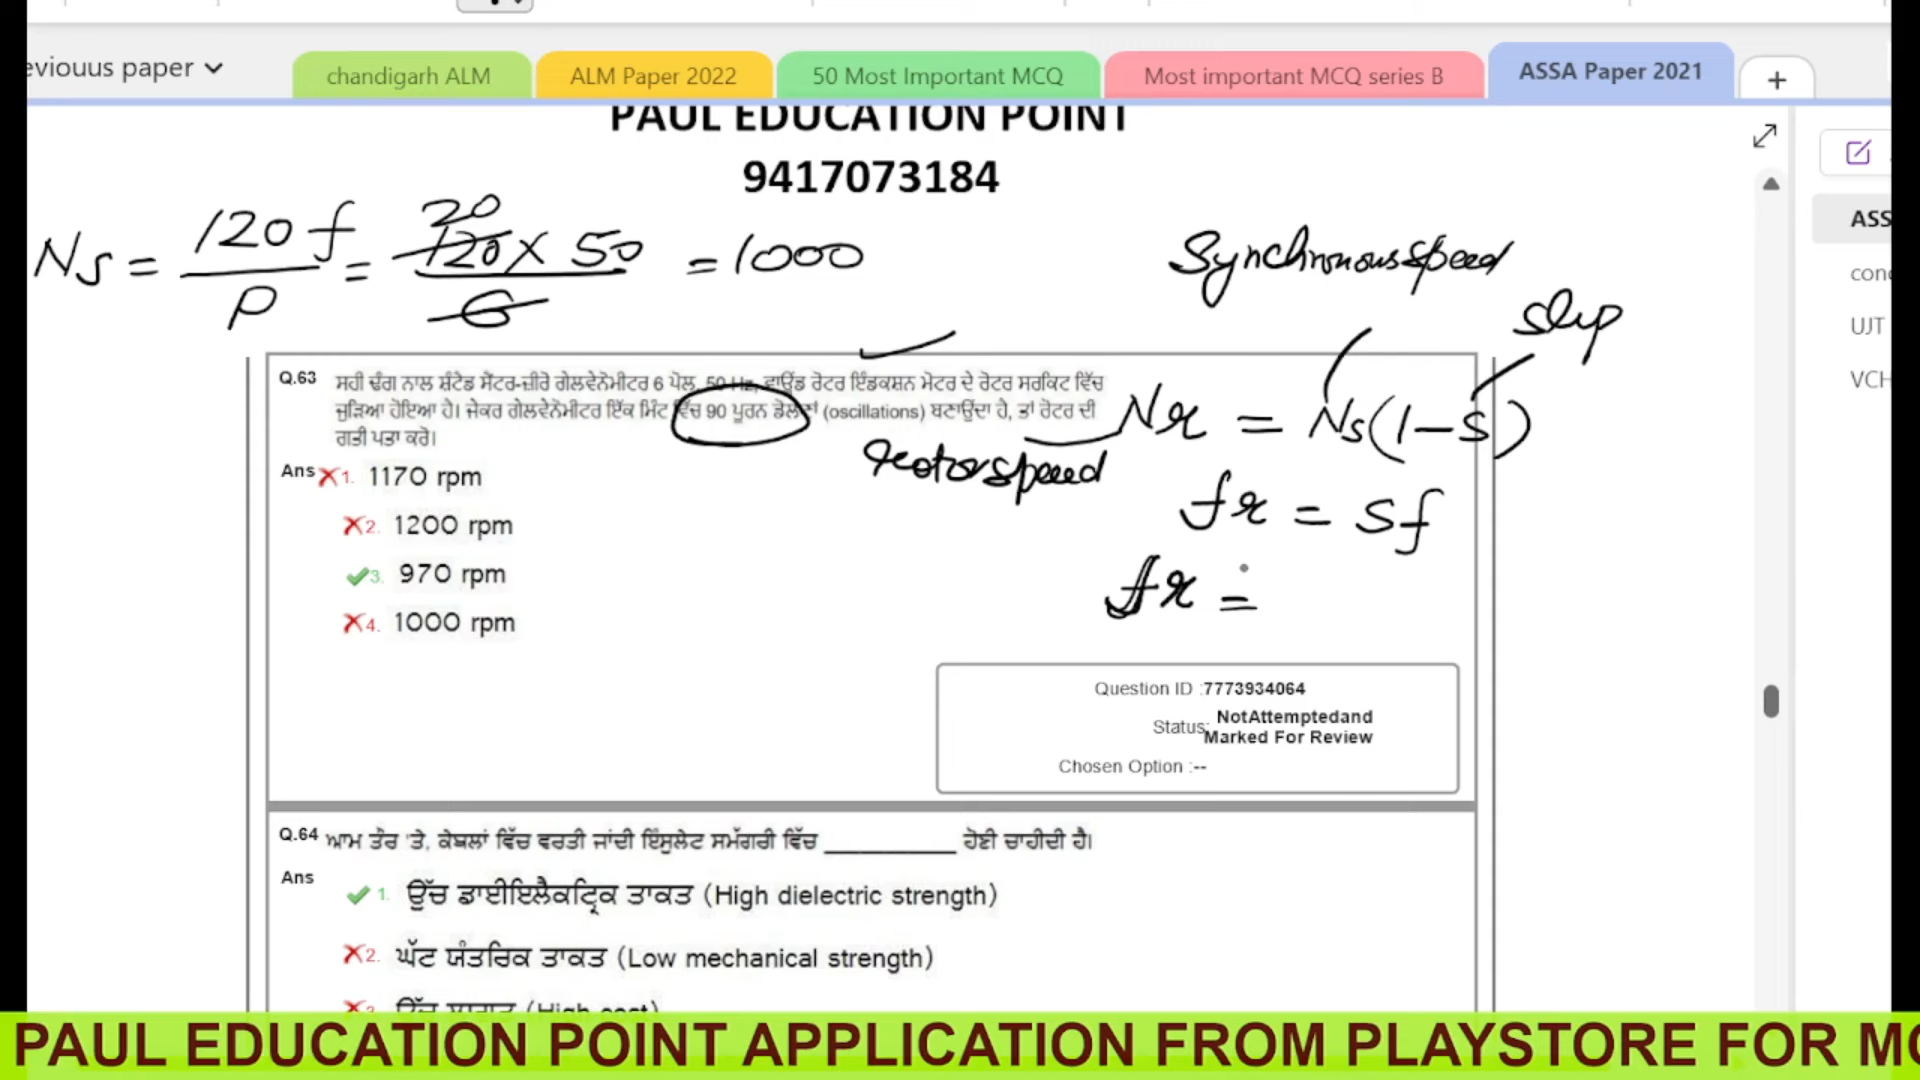 eviouus paper
chandigarh ALM
ALM Paper 2022
50 Most Important MCQ
Most important MCQ series B
ASSA Paper 2021
+
PAUL EDUCATION POINT
9417073184
ASS
con
UJT
VCH
Ns = 120 f / P = 120 20 X 50 / 6 = 1000
Synchronous speed
slip
Q.63 ਸਹੀ ਢੰਗ ਨਾਲ ਸ਼ੰਟੇਡ ਸੈਂਟਰ-ਜ਼ੀਰੋ ਗੇਲਵੇਨੋਮੀਟਰ 6 ਪੋਲ, 50 Hz, ਵਾਊਂਡ ਰੋਟਰ ਇੰਡਕਸ਼ਨ ਮੋਟਰ ਦੇ ਰੋਟਰ ਸਰਕਿਟ ਵਿੱਚ
ਜੁੜਿਆ ਹੋਇਆ ਹੈ। ਜੇਕਰ ਗੇਲਵੇਨੋਮੀਟਰ ਇੱਕ ਮਿੰਟ ਵਿੱਚ 90 ਪੂਰਨ ਡੋਲਣਾਂ (oscillations) ਬਣਾਉਂਦਾ ਹੈ, ਤਾਂ ਰੋਟਰ ਦੀ
ਗਤੀ ਪਤਾ ਕਰੋ।
Nr = Ns(1-s)
rotor speed
fr = sf
fr =
Ans 1. 1170 rpm
2. 1200 rpm
3. 970 rpm
4. 1000 rpm
Question ID :7773934064
Status: NotAttemptedand
Marked For Review
Chosen Option :--
Q.64 ਆਮ ਤੌਰ 'ਤੇ, ਕੇਬਲਾਂ ਵਿੱਚ ਵਰਤੀ ਜਾਂਦੀ ਇੰਸੁਲੇਟ ਸਮੱਗਰੀ ਵਿੱਚ ____________ ਹੋਣੀ ਚਾਹੀਦੀ ਹੈ।
Ans
1. ਉੱਚ ਡਾਈਇਲੈਕਟ੍ਰਿਕ ਤਾਕਤ (High dielectric strength)
2. ਘੱਟ ਯੰਤਰਿਕ ਤਾਕਤ (Low mechanical strength)
(High cost)
PAUL EDUCATION POINT APPLICATION FROM PLAYSTORE FOR MO